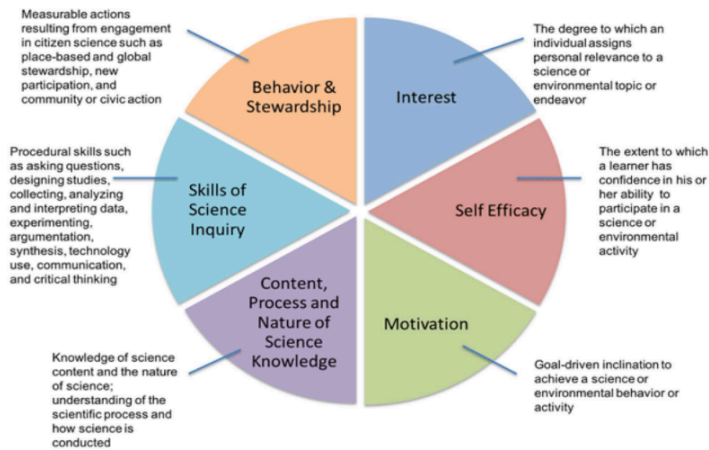 Measurable actions
resulting from engagement
in citizen science such as
place-based and global
stewardship, new
participation, and
community or civic action
Behavior &
Stewardship
Interest
The degree to which an
individual assigns
personal relevance to a
science or
environmental topic or
endeavor
Procedural skills such
as asking questions,
designing studies,
collecting, analyzing
and interpreting data,
experimenting,
argumentation,
synthesis, technology
use, communication,
and critical thinking
Skills of
Science
Inquiry
Self Efficacy
The extent to which
a learner has
confidence in his or
her ability to
participate in a
science or
environmental
activity
Content,
Process and
Nature of
Science
Knowledge
Motivation
Knowledge of science
content and the nature
of science;
understanding of the
scientific process and
how science is
conducted
Goal-driven inclination to
achieve a science or
environmental behavior or
activity